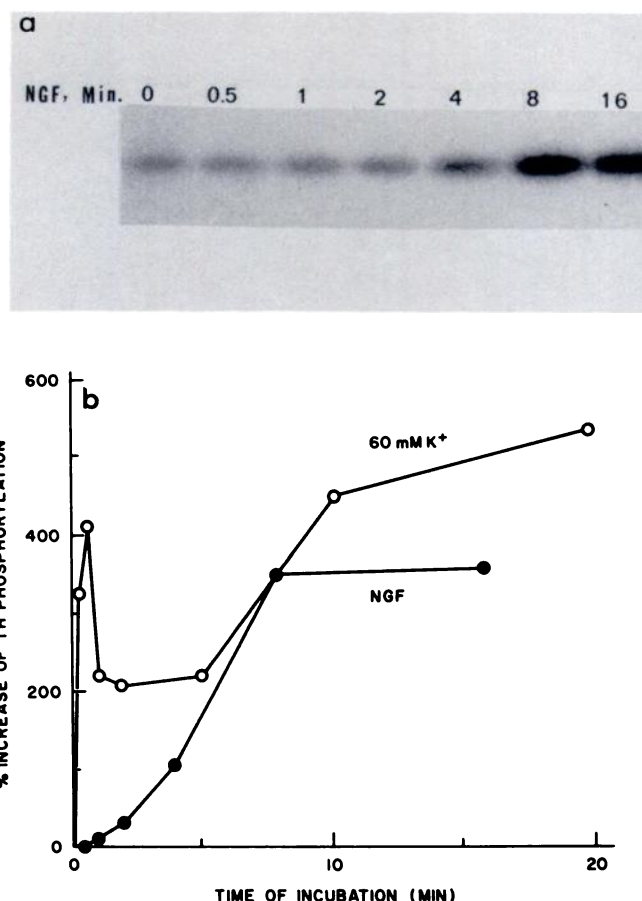 a
NGF, Min. 0 0.5 1 2 4 8 16
b
600
400
200
0
% INCREASE OF TH PHOSPHORYLATION
60 mM K+
NGF
0 10 20
TIME OF INCUBATION (MIN)